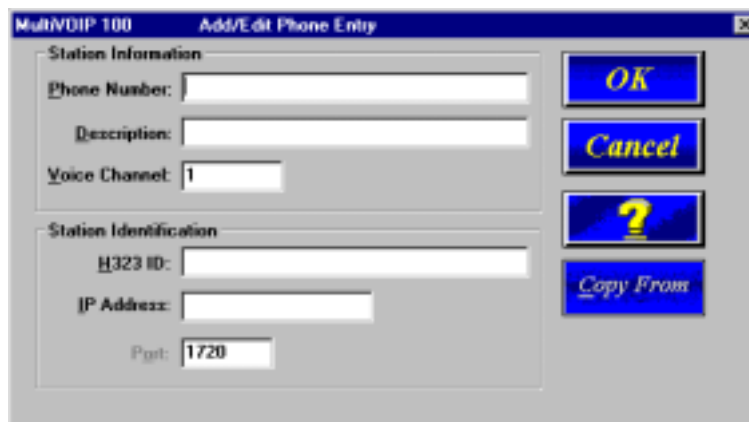 MultiVOIP 100 Add/Edit Phone Entry
Station Information
Phone Number:
Description:
Voice Channel: 1
Station Identification
H323 ID:
IP Address:
Port: 1720
OK
Cancel
?
Copy From